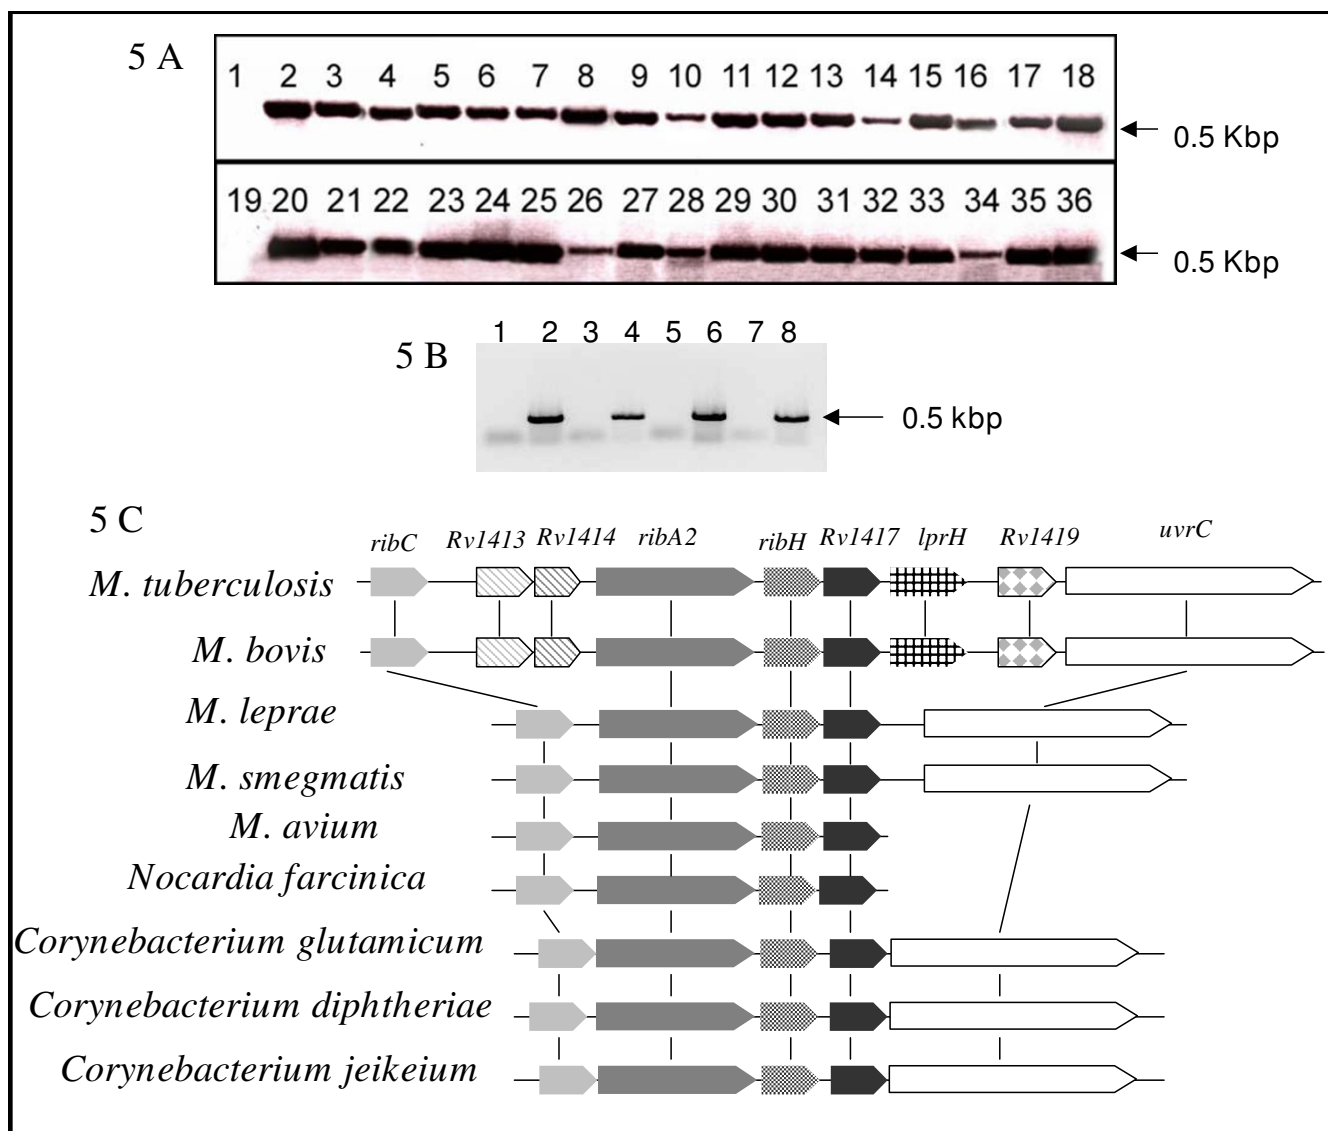 5 A
1 2 3 4 5 6 7 8 9 10 11 12 13 14 15 16 17 18
0.5 Kbp
19 20 21 22 23 24 25 26 27 28 29 30 31 32 33 34 35 36
0.5 Kbp
5 B
1 2 3 4 5 6 7 8
0.5 kbp
5 C
ribC Rv1413 Rv1414 ribA2 ribH Rv1417 lprH Rv1419 uvrC
M. tuberculosis
M. bovis
M. leprae
M. smegmatis
M. avium
Nocardia farcinica
Corynebacterium glutamicum
Corynebacterium diphtheriae
Corynebacterium jeikeium